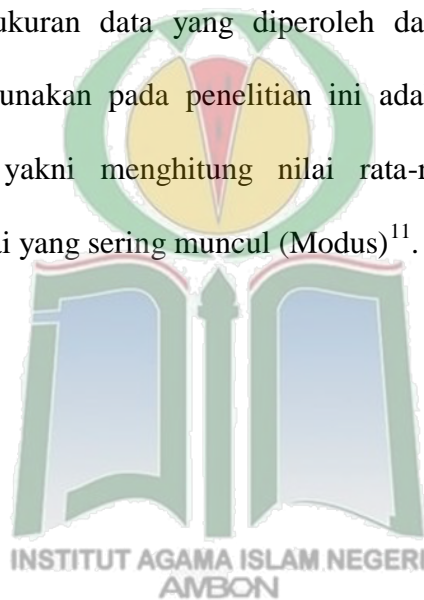 ukuran data yang diperoleh da
unakan pada penelitian ini ada
yakni menghitung nilai rata-r
ai yang sering muncul (Modus)¹¹.
INSTITUT AGAMA ISLAM NEGERI
AMBON